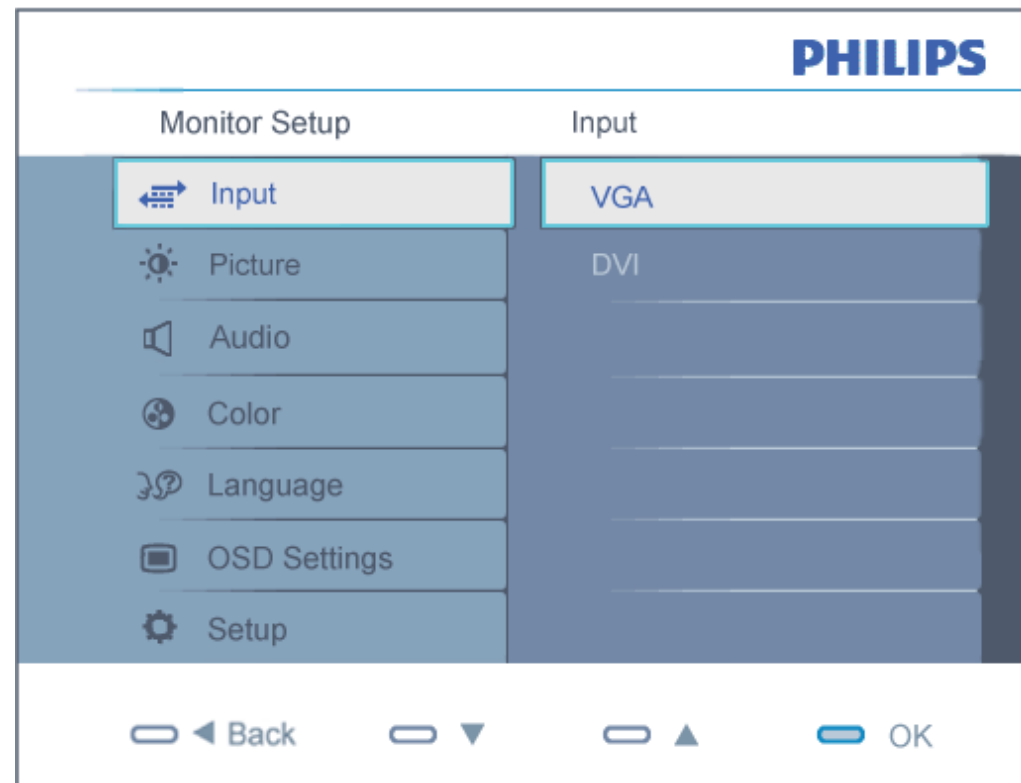 PHILIPS
Monitor Setup Input
Input VGA
Picture DVI
Audio
Color
Language
OSD Settings
Setup
Back OK